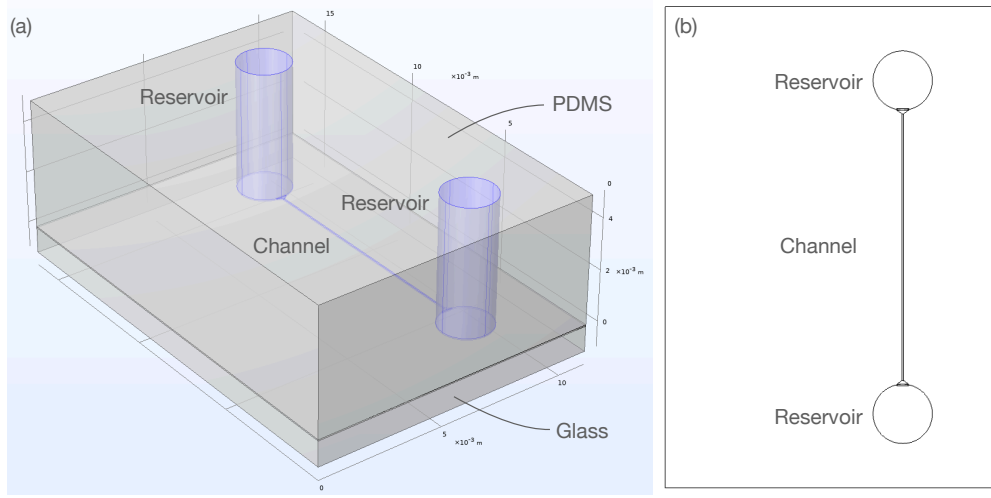 (a)
15
10
×10⁻³ m
Reservoir
PDMS
5
0
Reservoir
4
Channel
2
×10⁻³ m
0
10
Glass
5
×10⁻³ m
0
(b)
Reservoir
Channel
Reservoir